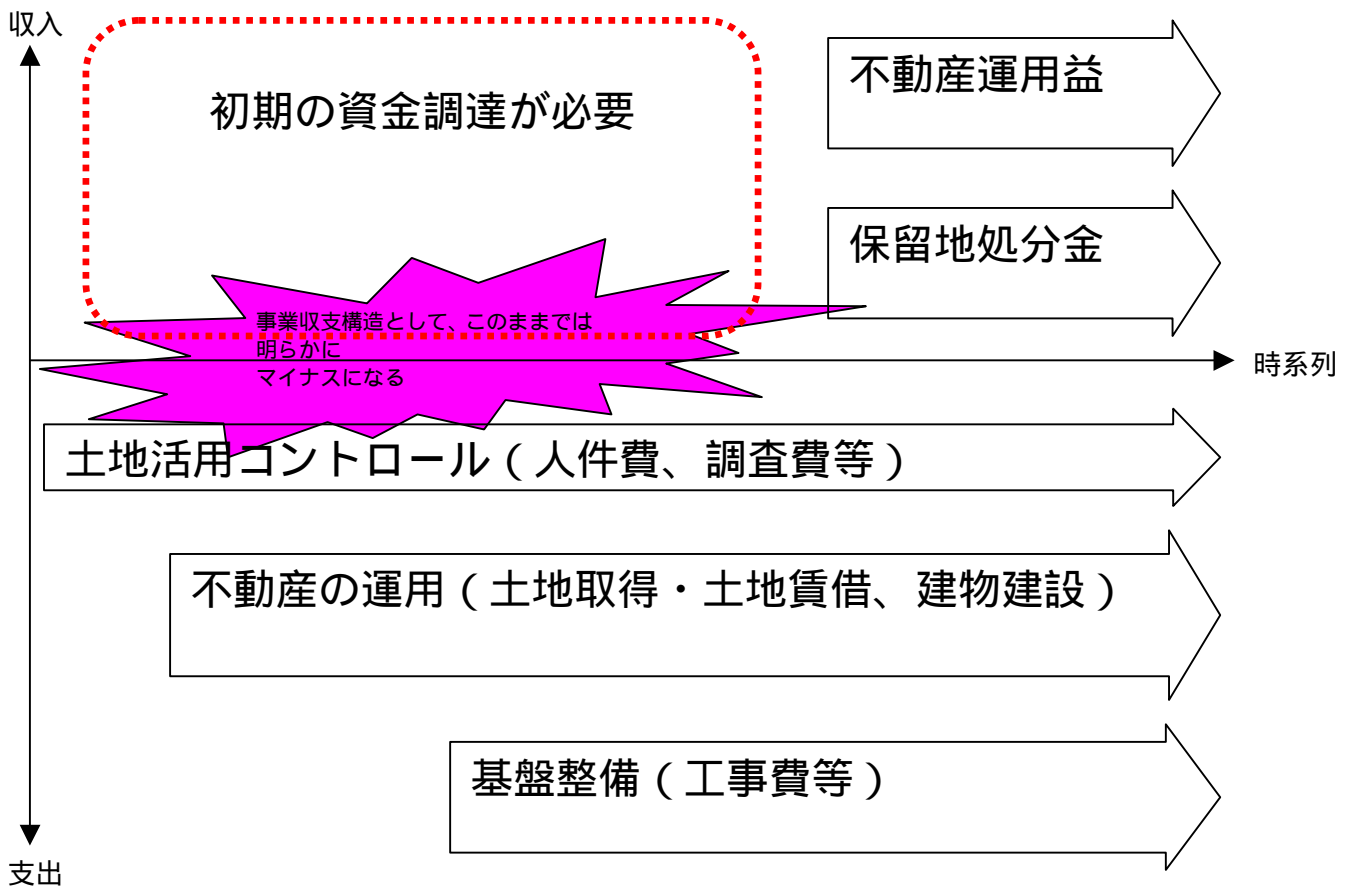 収入
初期の資金調達が必要
不動産運用益
保留地処分金
事業収支構造として、このままでは
明らかに
マイナスになる
時系列
土地活用コントロール（人件費、調査費等）
不動産の運用（土地取得・土地賃借、建物建設）
基盤整備（工事費等）
支出